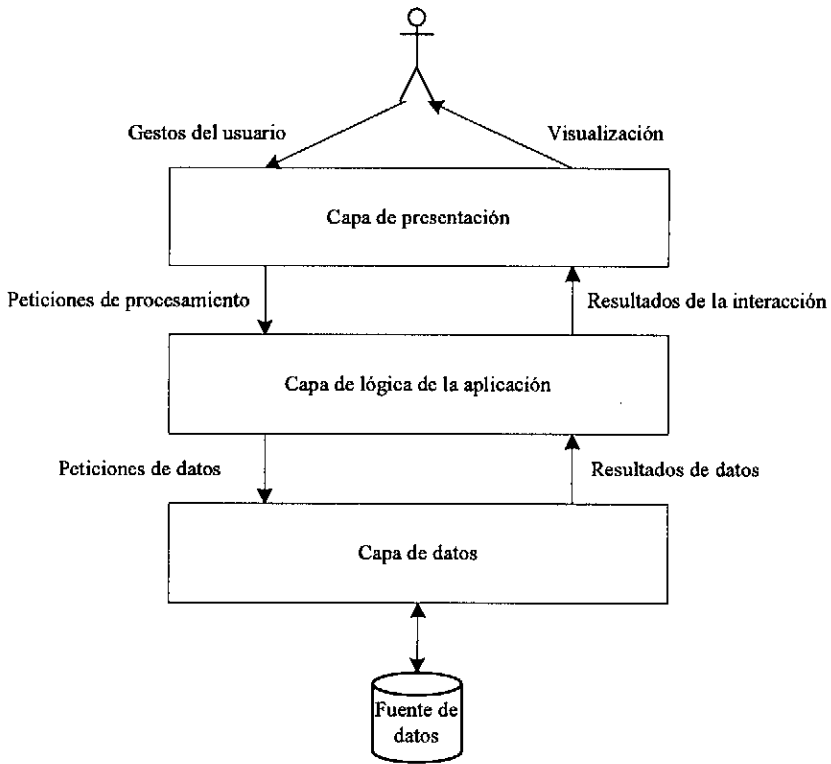 Gestos del usuario
Visualización
Capa de presentación
Peticiones de procesamiento
Resultados de la interacción
Capa de lógica de la aplicación
Peticiones de datos
Resultados de datos
Capa de datos
Fuente de
datos